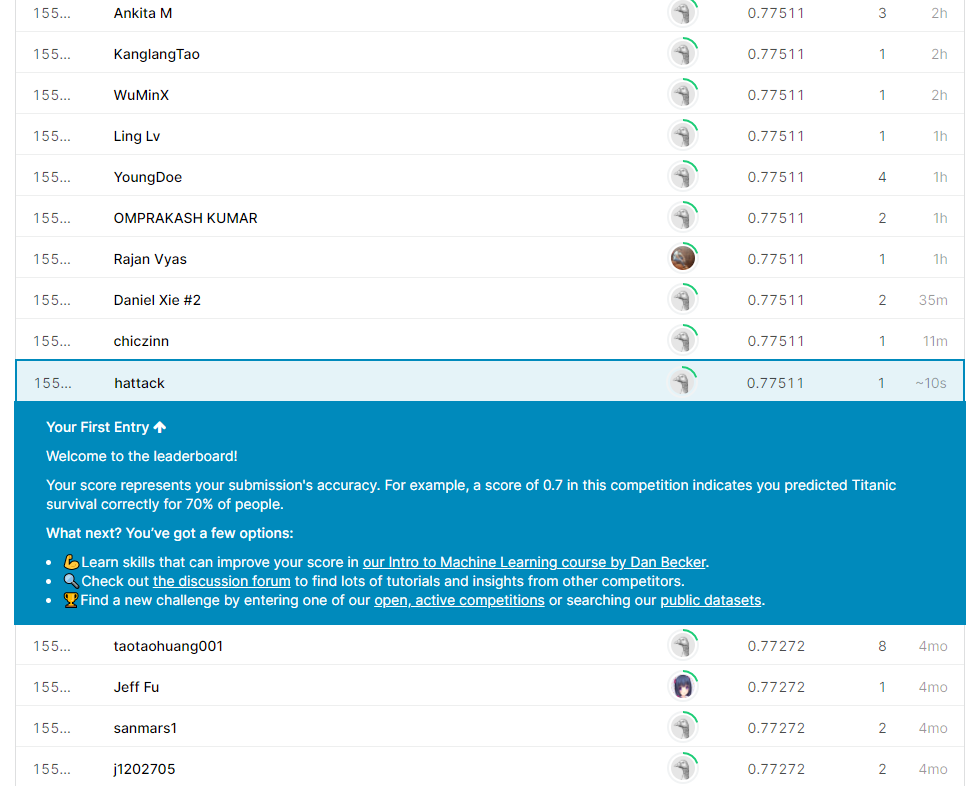 155... Ankita M 0.77511 3 2h
155... KanglangTao 0.77511 1 2h
155... WuMinX 0.77511 1 2h
155... Ling Lv 0.77511 1 1h
155... YoungDoe 0.77511 4 1h
155... OMPRAKASH KUMAR 0.77511 2 1h
155... Rajan Vyas 0.77511 1 1h
155... Daniel Xie #2 0.77511 2 35m
155... chiczinn 0.77511 1 11m
155... hattack 0.77511 1 ~10s
Your First Entry
Welcome to the leaderboard!
Your score represents your submission's accuracy. For example, a score of 0.7 in this competition indicates you predicted Titanic
survival correctly for 70% of people.
What next? You've got a few options:
• 💪Learn skills that can improve your score in our Intro to Machine Learning course by Dan Becker.
• 🔍Check out the discussion forum to find lots of tutorials and insights from other competitors.
• 🏆Find a new challenge by entering one of our open, active competitions or searching our public datasets.
155... taotaohuang001 0.77272 8 4mo
155... Jeff Fu 0.77272 1 4mo
155... sanmars1 0.77272 2 4mo
155... j1202705 0.77272 2 4mo